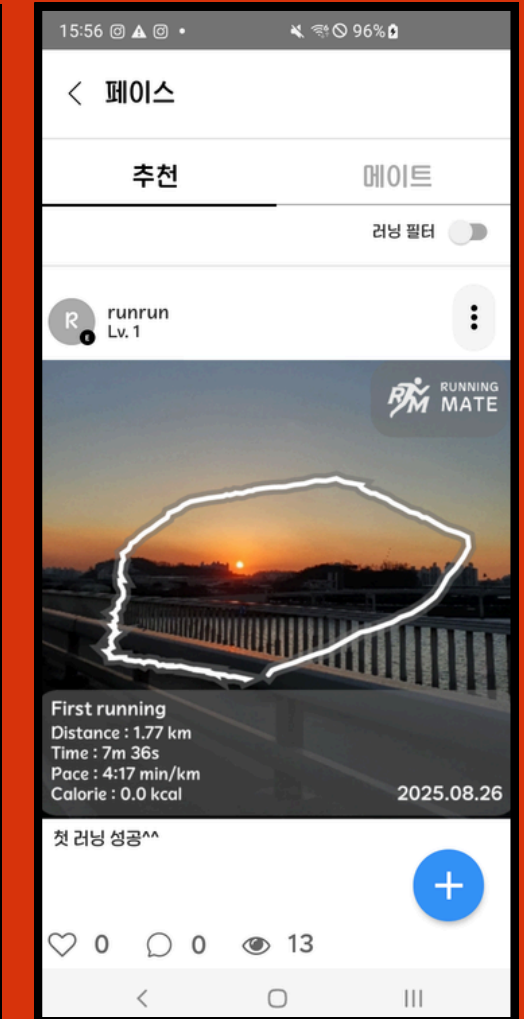 15:56
96%
페이스
추천
메이트
러닝 필터
R
runrun
E
Lv. 1
RTM
RUNNING
MATE
First running
Distance : 1.77 km
Time : 7m 36s
Pace : 4:17 min/km
Calorie : 0.0 kcal
2025.08.26
첫 러닝 성공^^
0
0
13